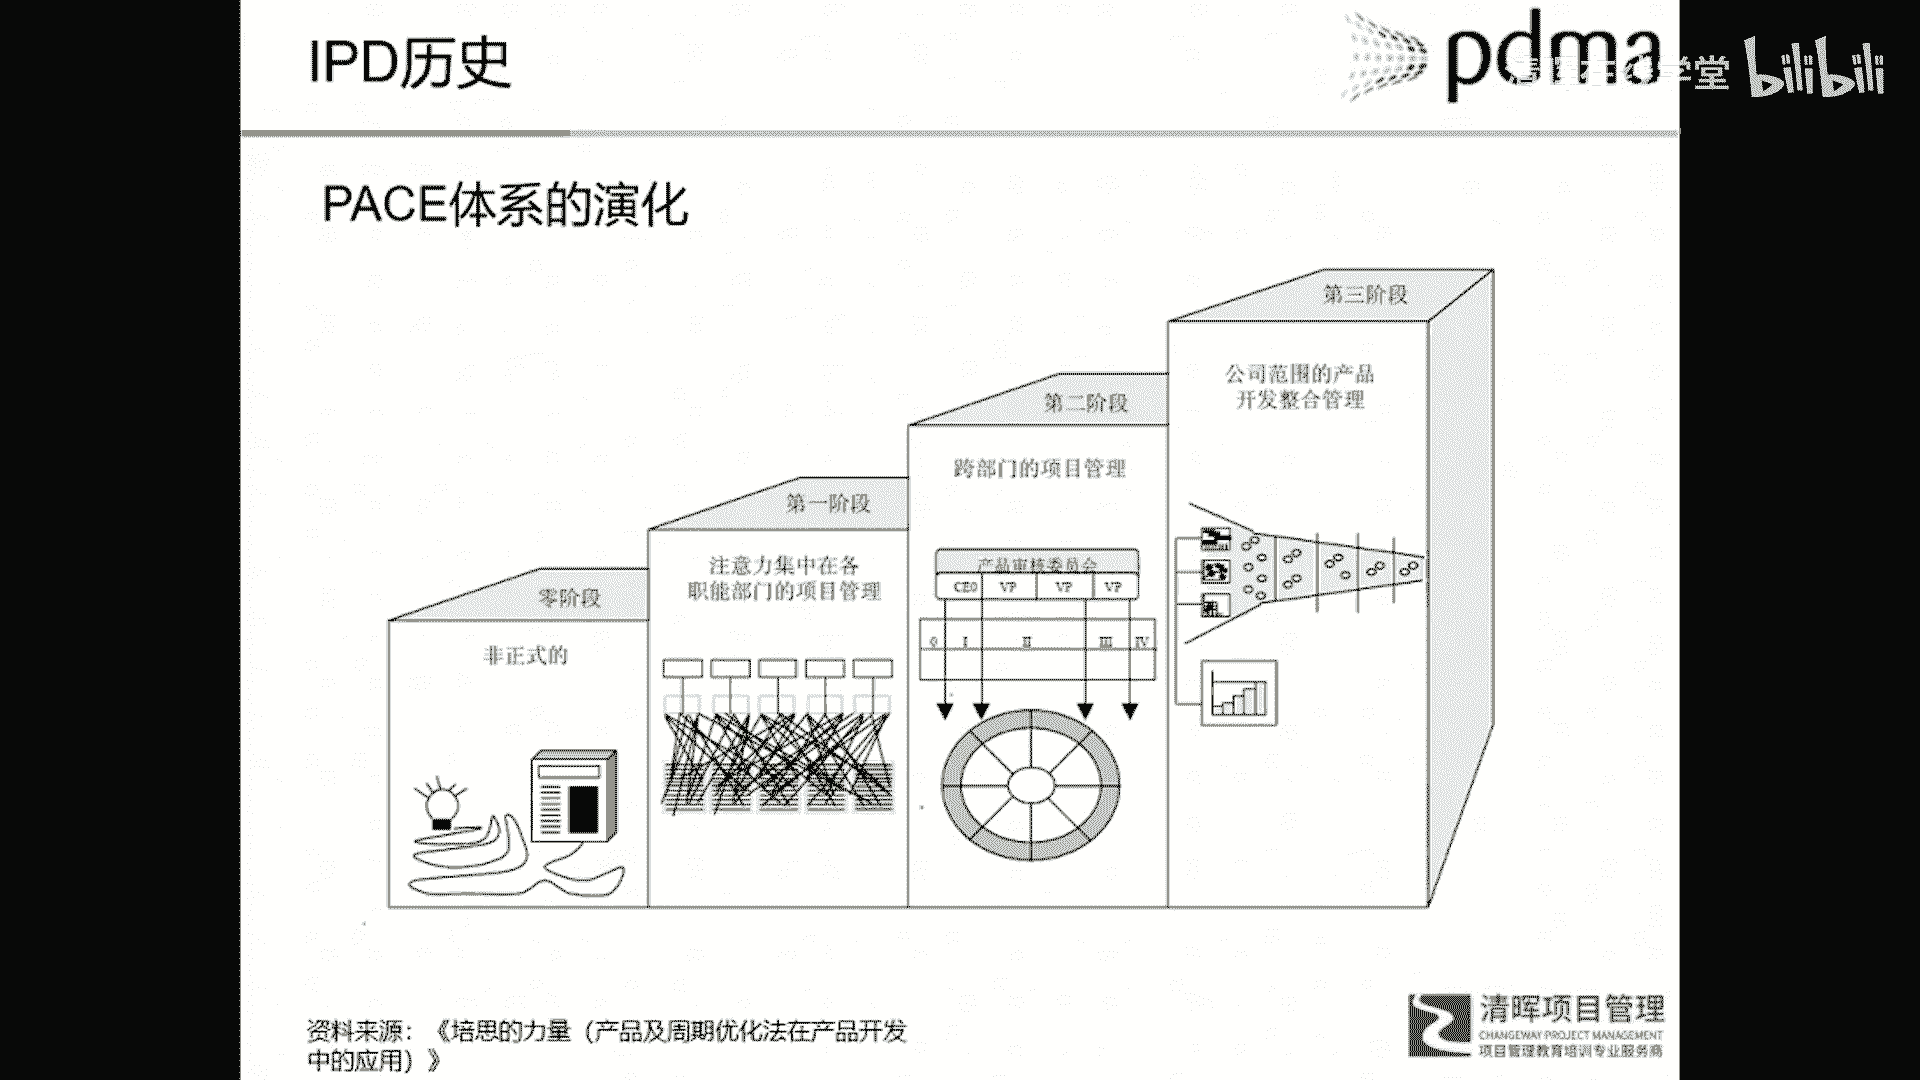 IPD历史
pdma
清晖在线学堂 bilibili
PACE体系的演化
第三阶段
公司范围的产品
开发整合管理
第二阶段
跨部门的项目管理
产品审核委员会
CEO VP VP VP
0 I II III IV
第一阶段
注意力集中在各
职能部门的项目管理
零阶段
非正式的
资料来源：《培思的力量（产品及周期优化法在产品开发
中的应用）》
清晖项目管理
CHANGEWAY PROJECT MANAGEMENT
项目管理教育培训专业服务商